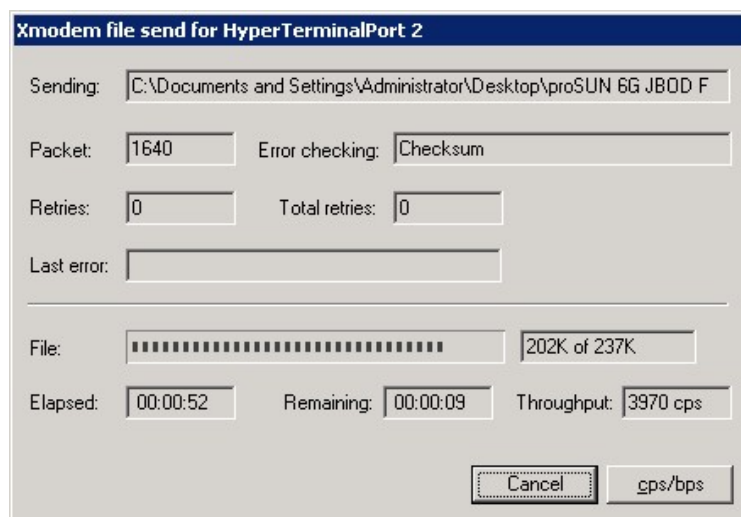 Xmodem file send for HyperTerminalPort 2
Sending: C:\Documents and Settings\Administrator\Desktop\proSUN 6G JBOD F
Packet: 1640 Error checking: Checksum
Retries: 0 Total retries: 0
Last error:
File: 202K of 237K
Elapsed: 00:00:52 Remaining: 00:00:09 Throughput: 3970 cps
Cancel cps/bps